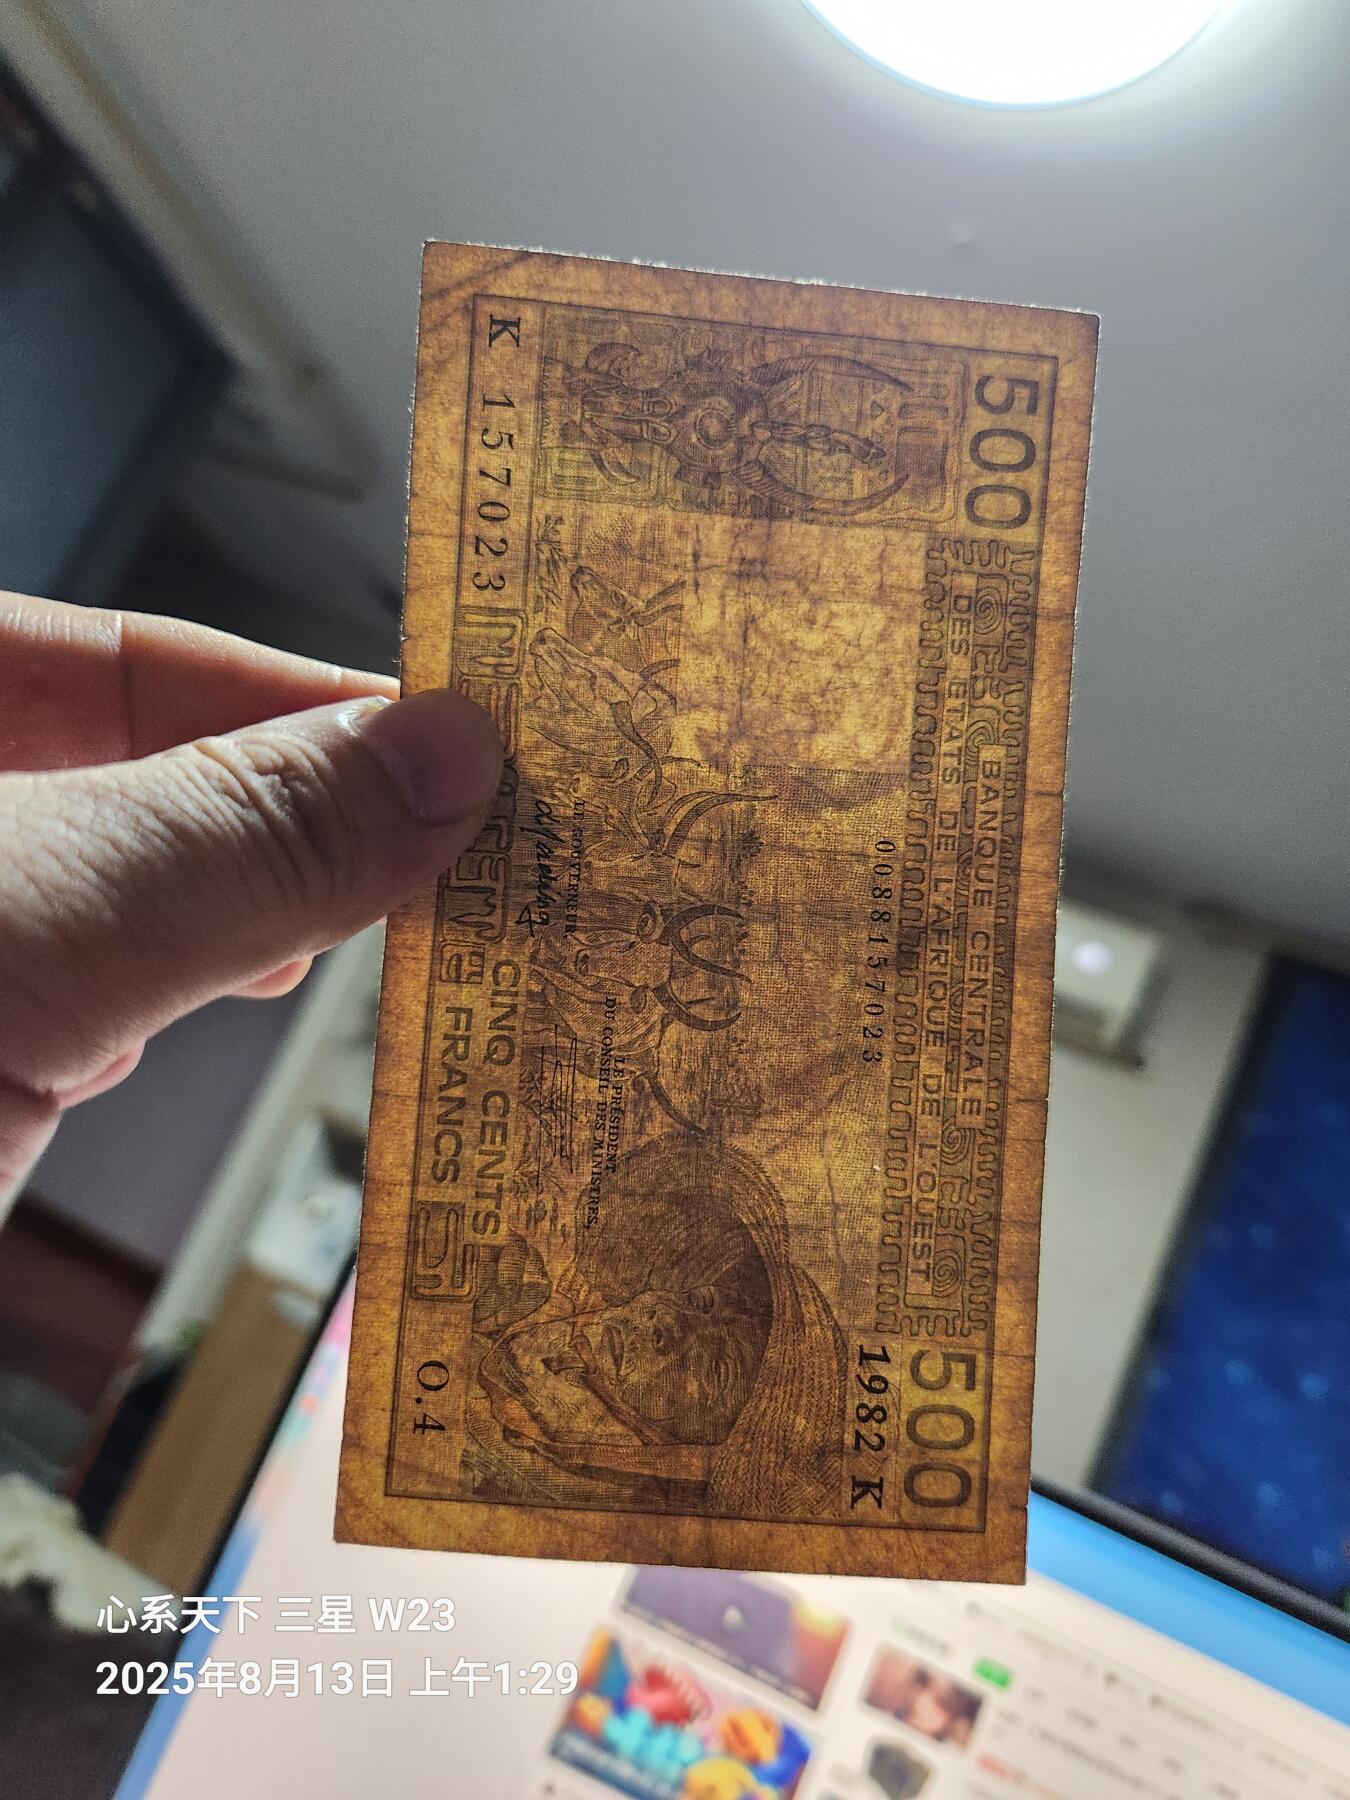 500
BANQUE CENTRALE
DES ETATS DE L'AFRIQUE DE L'OUEST
500
1982 K
0088157023
LE PRÉSIDENT
DU CONSEIL DES MINISTRES,
LE GOUVERNEUR
CINQ CENTS
FRANCS
K 157023
O.4
心系天下 三星 W23
2025年8月13日 上午1:29